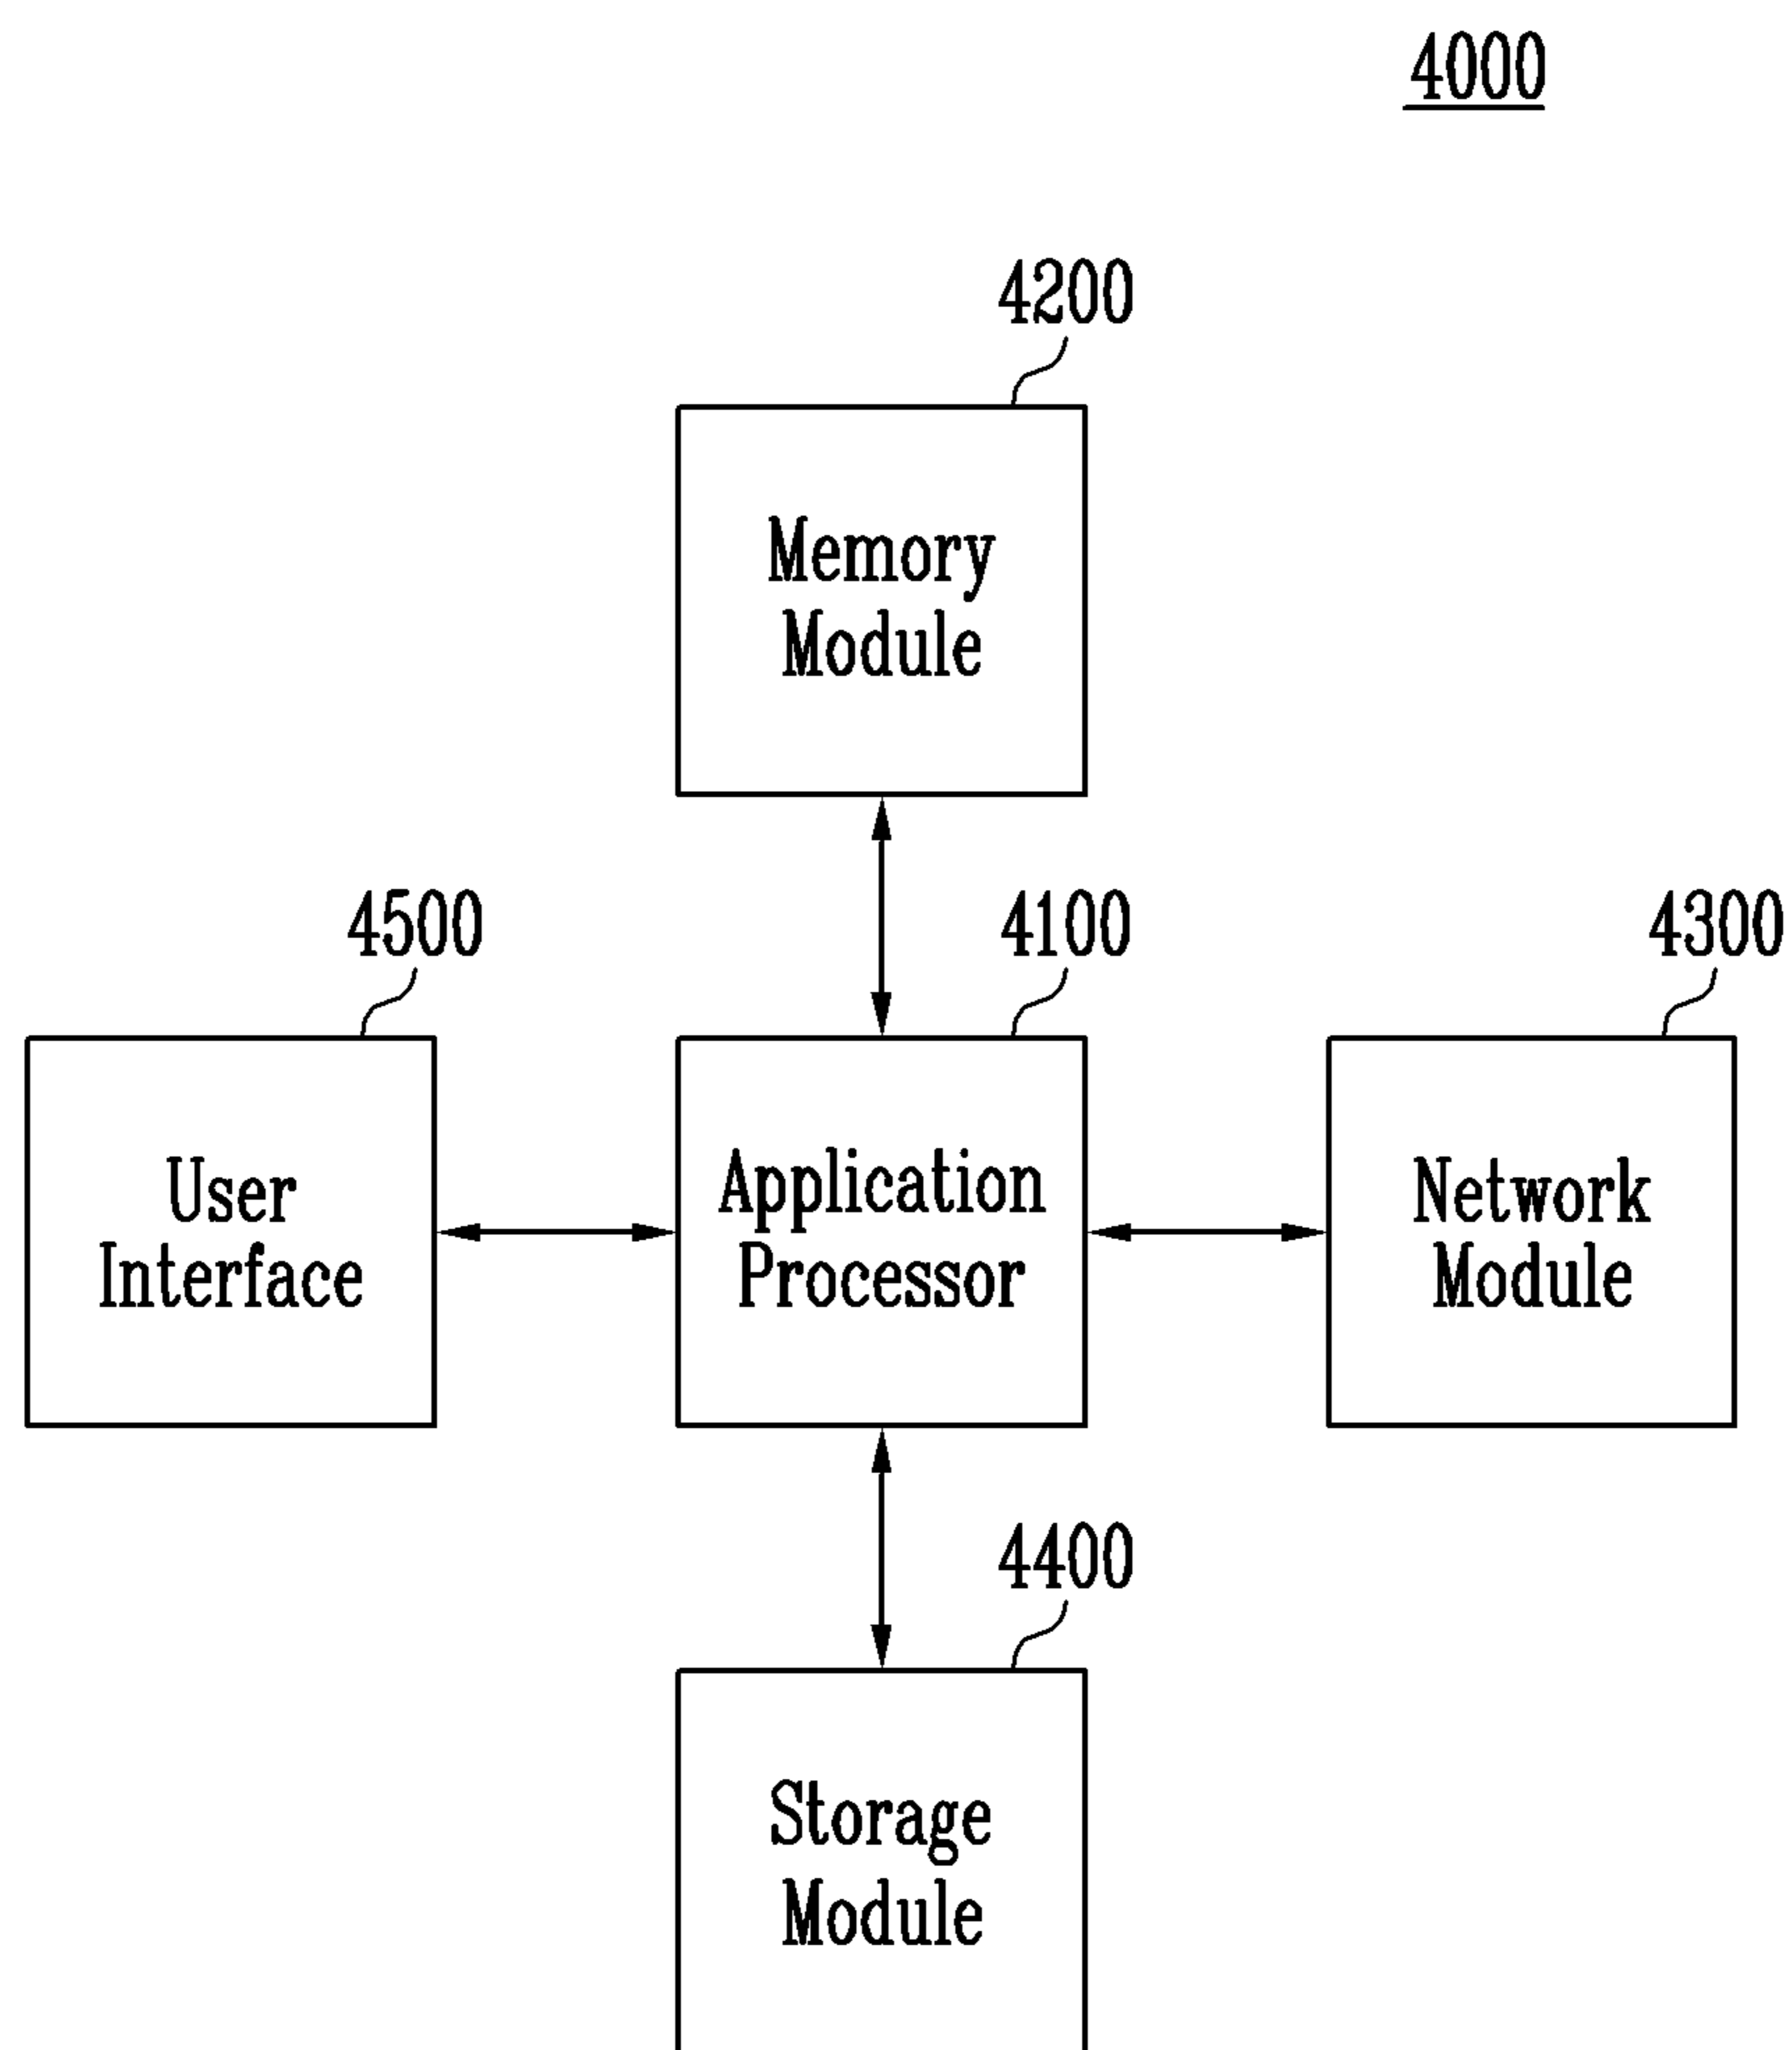 4000
4200
Memory
Module
4500
4100
4300
User
Interface
Application
Processor
Network
Module
4400
Storage
Module